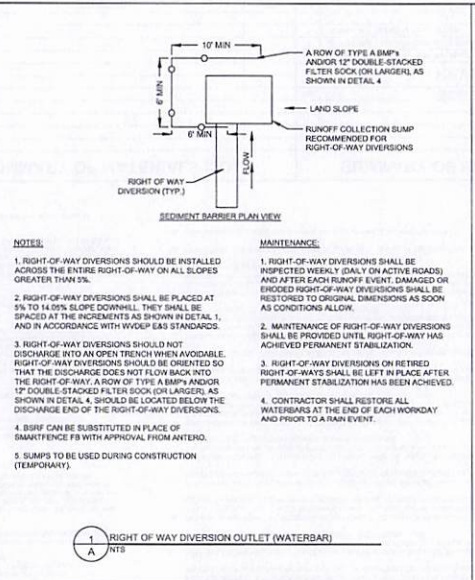 10' MIN
A ROW OF TYPE A BMP's
AND/OR 12" DOUBLE-STACKED
FILTER SOCK (OR LARGER), AS
SHOWN IN DETAIL 4
6' MIN
LAND SLOPE
6' MIN
RUNOFF COLLECTION SUMP
RECOMMENDED FOR
RIGHT-OF-WAY DIVERSIONS
FLOW
RIGHT OF WAY
DIVERSION (TYP.)
SEDIMENT BARRIER PLAN VIEW
NOTES:
1. RIGHT-OF-WAY DIVERSIONS SHOULD BE INSTALLED
ACROSS THE ENTIRE RIGHT-OF-WAY ON ALL SLOPES
GREATER THAN 5%.
2. RIGHT-OF-WAY DIVERSIONS SHALL BE PLACED AT
5% TO 14.05% SLOPE DOWNHILL. THEY SHALL BE
SPACED AT THE INCREMENTS AS SHOWN IN DETAIL 1,
AND IN ACCORDANCE WITH WVDEP E&S STANDARDS.
3. RIGHT-OF-WAY DIVERSIONS SHOULD NOT
DISCHARGE INTO AN OPEN TRENCH WHEN AVOIDABLE.
RIGHT-OF-WAY DIVERSIONS SHOULD BE ORIENTED SO
THAT THE DISCHARGE DOES NOT FLOW BACK INTO
THE RIGHT-OF-WAY. A ROW OF TYPE A BMPs AND/OR
12" DOUBLE-STACKED FILTER SOCK (OR LARGER), AS
SHOWN IN DETAIL 4, SHOULD BE LOCATED BELOW THE
DISCHARGE END OF THE RIGHT-OF-WAY DIVERSIONS.
4. BSRF CAN BE SUBSTITUTED IN PLACE OF
SMARTFENCE FB WITH APPROVAL FROM ANTERO.
5. SUMPS TO BE USED DURING CONSTRUCTION
(TEMPORARY).
MAINTENANCE:
1. RIGHT-OF-WAY DIVERSIONS SHALL BE
INSPECTED WEEKLY (DAILY ON ACTIVE ROADS)
AND AFTER EACH RUNOFF EVENT. DAMAGED OR
ERODED RIGHT-OF-WAY DIVERSIONS SHALL BE
RESTORED TO ORIGINAL DIMENSIONS AS SOON
AS CONDITIONS ALLOW.
2. MAINTENANCE OF RIGHT-OF-WAY DIVERSIONS
SHALL BE PROVIDED UNTIL RIGHT-OF-WAY HAS
ACHIEVED PERMANENT STABILIZATION.
3. RIGHT-OF-WAY DIVERSIONS ON RETIRED
RIGHT-OF-WAYS SHALL BE LEFT IN PLACE AFTER
PERMANENT STABILIZATION HAS BEEN ACHIEVED.
4. CONTRACTOR SHALL RESTORE ALL
WATERBARS AT THE END OF EACH WORKDAY
AND PRIOR TO A RAIN EVENT.
1
A
RIGHT OF WAY DIVERSION OUTLET (WATERBAR)
NTS